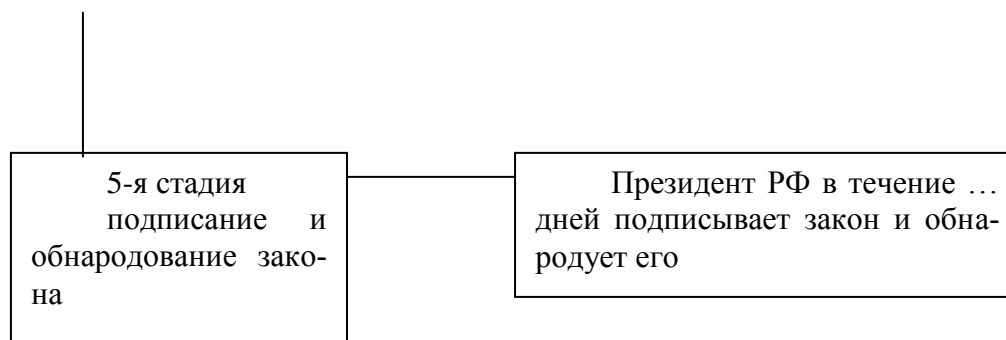 5-я стадия
подписание и
обнародование зако-
на
Президент РФ в течение …
дней подписывает закон и обна-
родует его